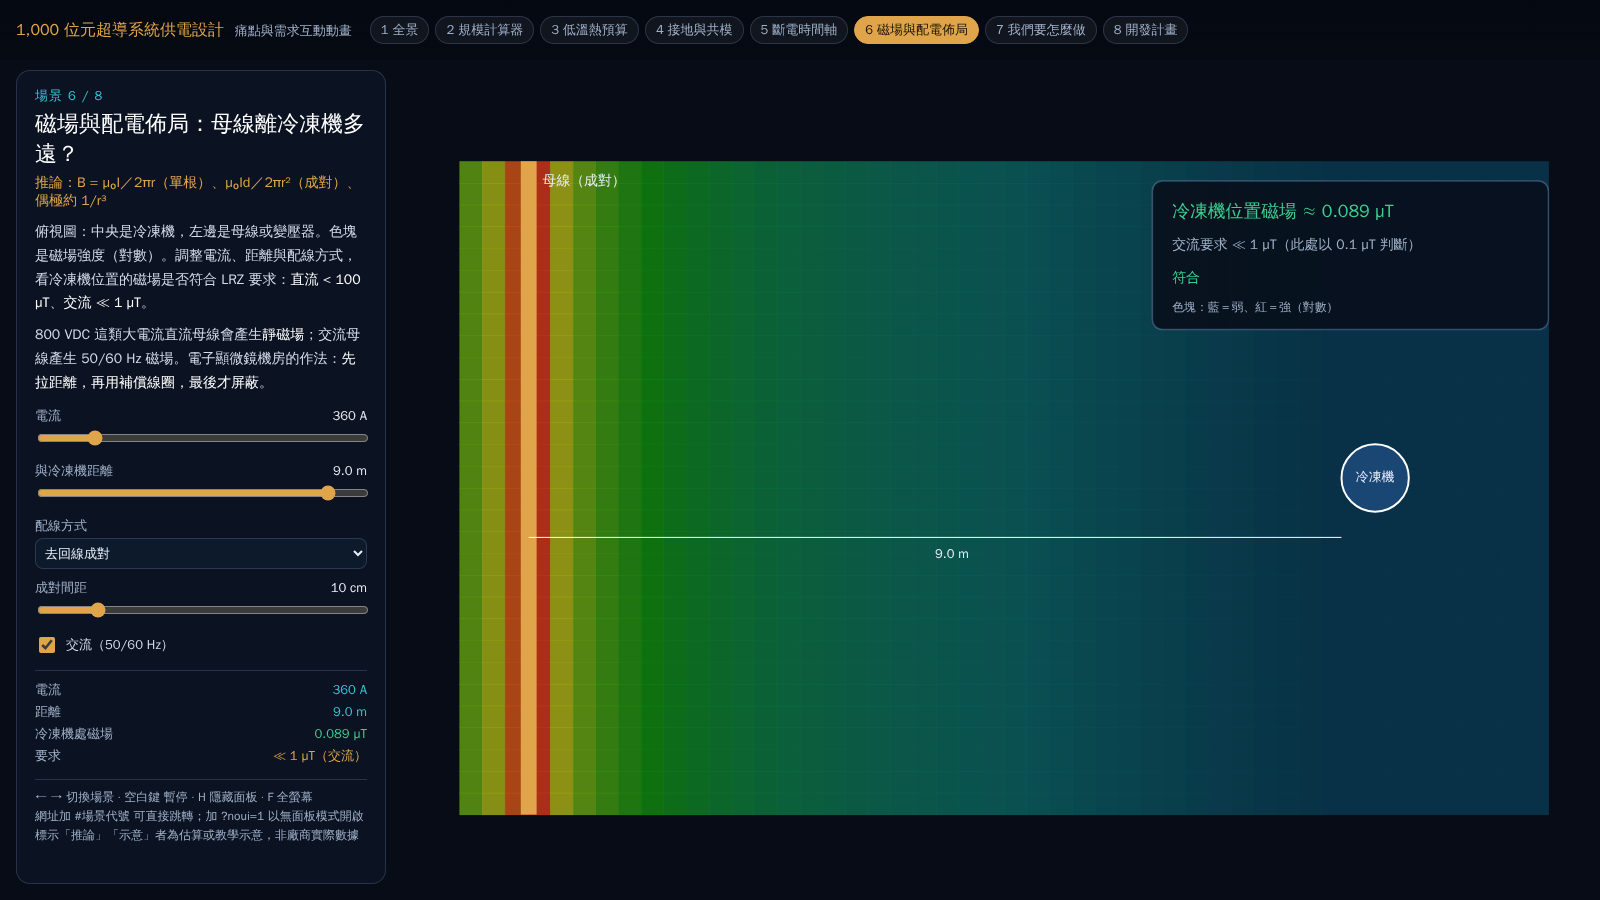 1,000 位元超導系統供電設計
痛點與需求互動動畫
1 全景
2 規模計算器
3 低溫熱預算
4 接地與共模
5 斷電時間軸
6 磁場與配電佈局
7 我們要怎麼做
8 開發計畫
場景 6 / 8
磁場與配電佈局：母線離冷凍機多
遠？
推論：B = μ₀I／2πr（單根）、μ₀Id／2πr²（成對）、
偶極約 1/r³
俯視圖：中央是冷凍機，左邊是母線或變壓器。色塊
是磁場強度（對數）。調整電流、距離與配線方式，
看冷凍機位置的磁場是否符合 LRZ 要求：直流 < 100
μT、交流 ≪ 1 μT。
800 VDC 這類大電流直流母線會產生靜磁場；交流母
線產生 50/60 Hz 磁場。電子顯微鏡機房的作法：先
拉距離，再用補償線圈，最後才屏蔽。
電流 360 A
與冷凍機距離 9.0 m
配線方式
去回線成對
成對間距 10 cm
交流（50/60 Hz）
電流 360 A
距離 9.0 m
冷凍機處磁場 0.089 μT
要求 ≪ 1 μT（交流）
← → 切換場景 · 空白鍵 暫停 · H 隱藏面板 · F 全螢幕
網址加 #場景代號 可直接跳轉；加 ?noui=1 以無面板模式開啟
標示「推論」「示意」者為估算或教學示意，非廠商實際數據
母線（成對）
冷凍機位置磁場 ≈ 0.089 μT
交流要求 ≪ 1 μT（此處以 0.1 μT 判斷）
符合
色塊：藍＝弱、紅＝強（對數）
冷凍機
9.0 m